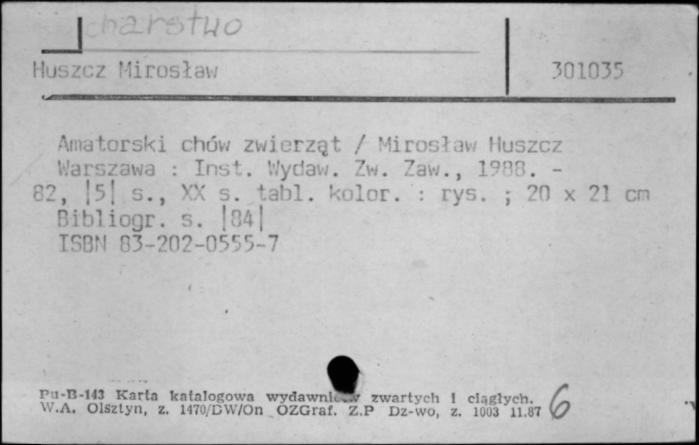 Huszcz Mirosław
301035
Amatorski chów zwierząt / Mirosław Huszcz
Warszawa : Inst. Wydaw. Zw. Zaw., 1988. -
82, |5| s., XX s. tabl. kolor. : rys. ; 20 x 21 cm
Bibliogr. s. |84|
ISBN 83-202-0555-7
Pu-B-143 Karta katalogowa zwartych i ciągłych.
W.A. Olsztyn, z. 1470/DW/On OZGraf. Z.P Dz-wo, z. 1003 11.87
6